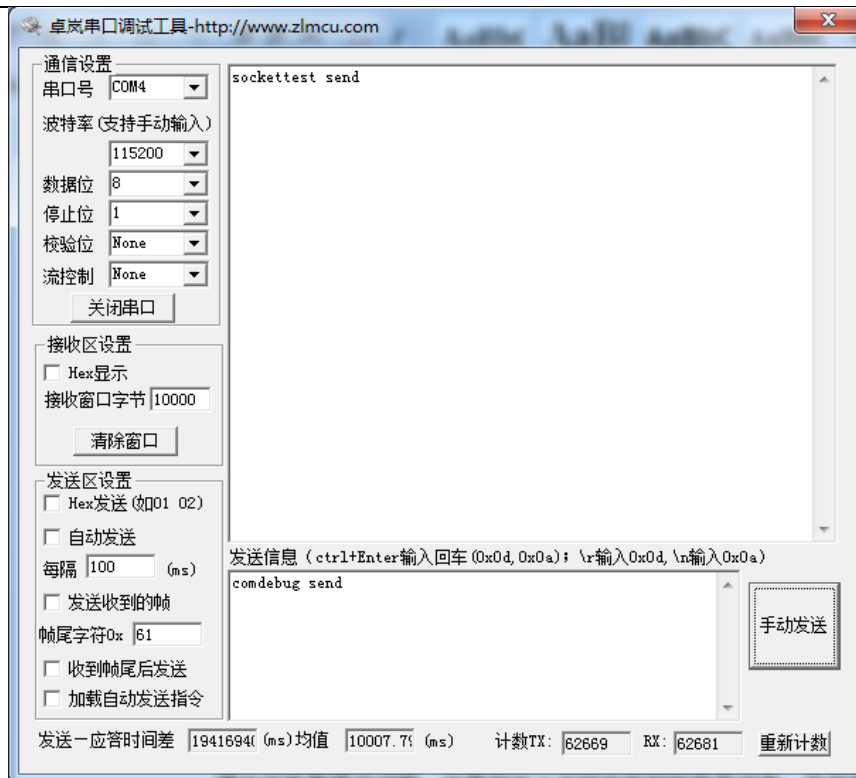 卓岚串口调试工具-http://www.zlmcu.com
通信设置
串口号 COM4
波特率(支持手动输入)
115200
数据位 8
停止位 1
校验位 None
流控制 None
关闭串口
接收区设置
Hex显示
接收窗口字节 10000
清除窗口
发送区设置
Hex发送(如01 02)
自动发送
每隔 100 (ms)
发送收到的帧
帧尾字符0x 61
收到帧尾后发送
加载自动发送指令
sockettest send
发送信息（ctrl+Enter输入回车(0x0d,0x0a)；\r输入0x0d,\n输入0x0a)
comdebug send
手动发送
发送—应答时间差 1941694( (ms)均值 10007.79 (ms) 计数TX: 62669 RX: 62681 重新计数